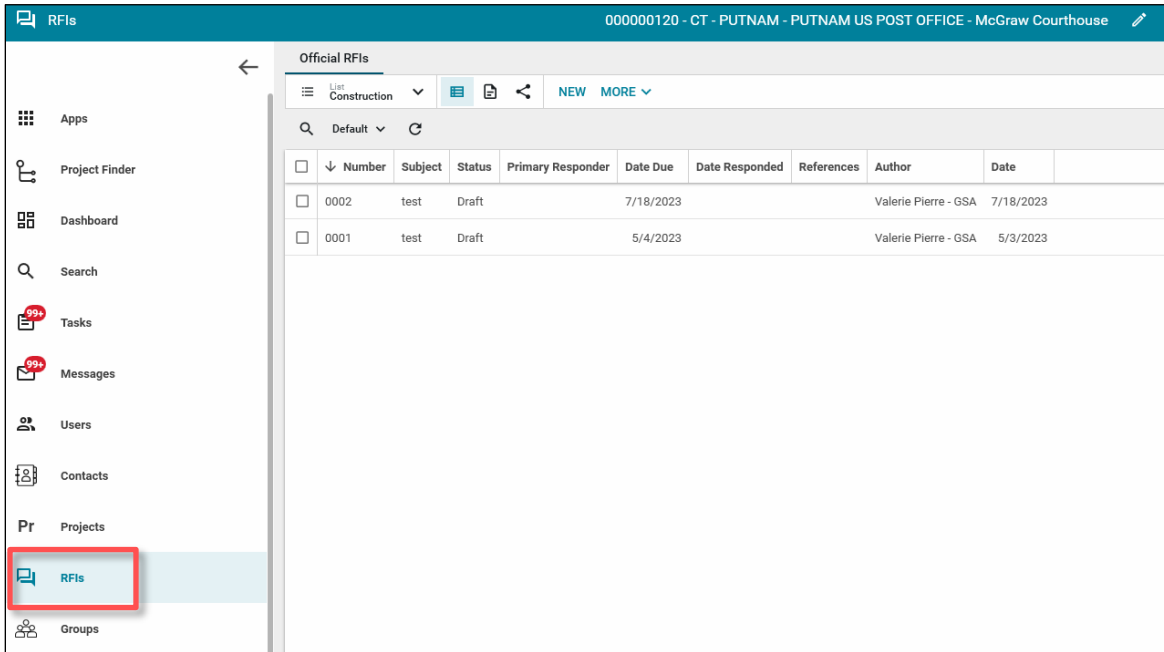 RFIs 000000120 - CT - PUTNAM - PUTNAM US POST OFFICE - McGraw Courthouse
Apps
Project Finder
Dashboard
Search
99+
Tasks
99+
Messages
Users
Contacts
Pr Projects
RFIs
Groups
Official RFIs
List
Construction NEW MORE
Default
Number Subject Status Primary Responder Date Due Date Responded References Author Date
0002 test Draft 7/18/2023 Valerie Pierre - GSA 7/18/2023
0001 test Draft 5/4/2023 Valerie Pierre - GSA 5/3/2023